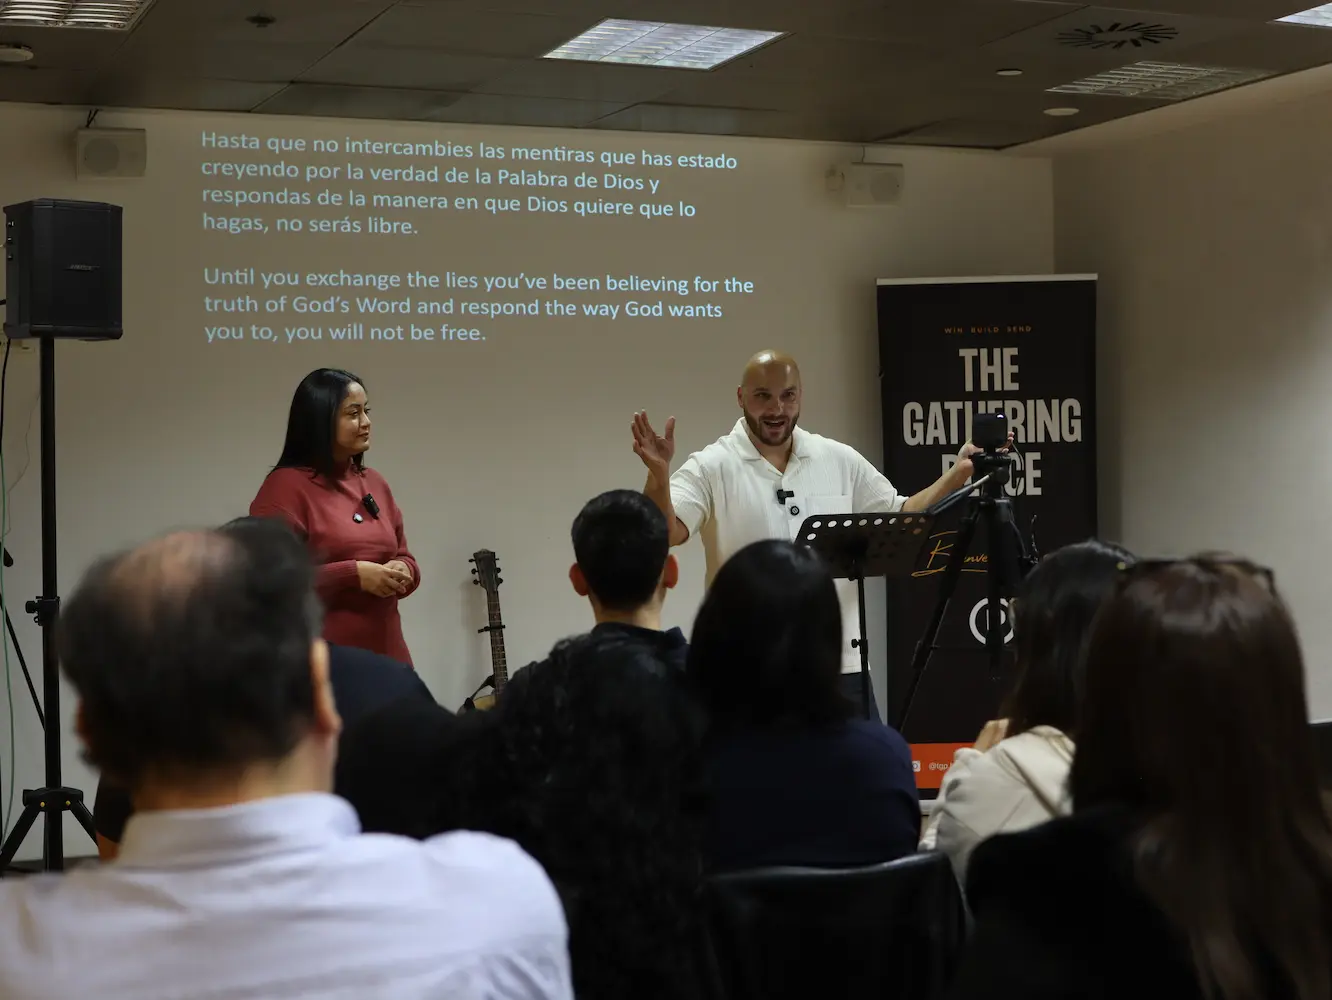 Hasta que no intercambies las mentiras que has estado
creyendo por la verdad de la Palabra de Dios y
respondas de la manera en que Dios quiere que lo
hagas, no serás libre.
Until you exchange the lies you've been believing for the
truth of God's Word and respond the way God wants
you to, you will not be free.
WIN BUILD SEND
THE
GATHERING